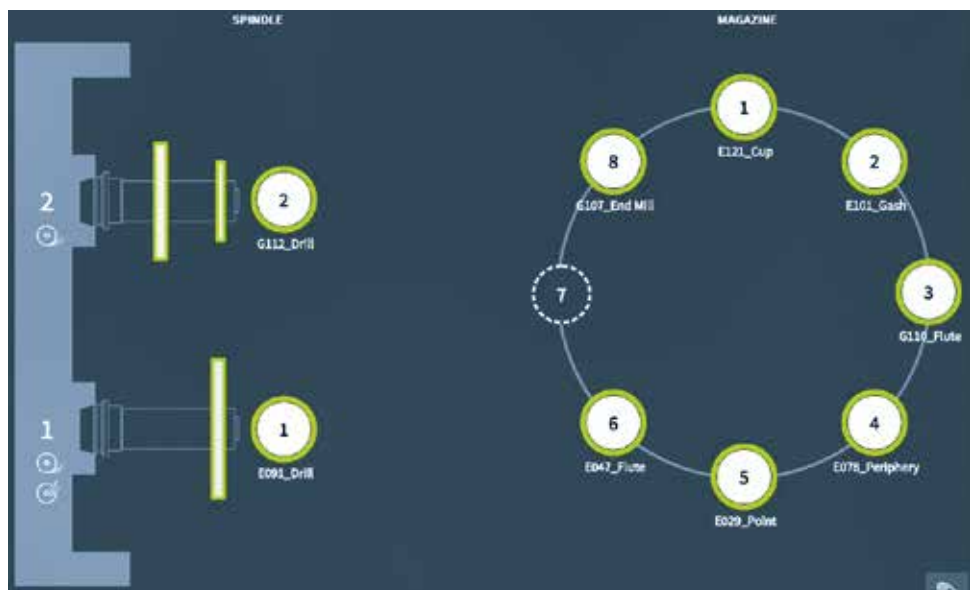 SPINDLE
MAGAZINE
1
E121_Cup
8
2
G107_End Mill
E101_Gash
2
2
G112_Drill
7
3
G110_Flute
1
1
E091_Drill
6
4
E047_Flute
E078_Periphery
5
E029_Point